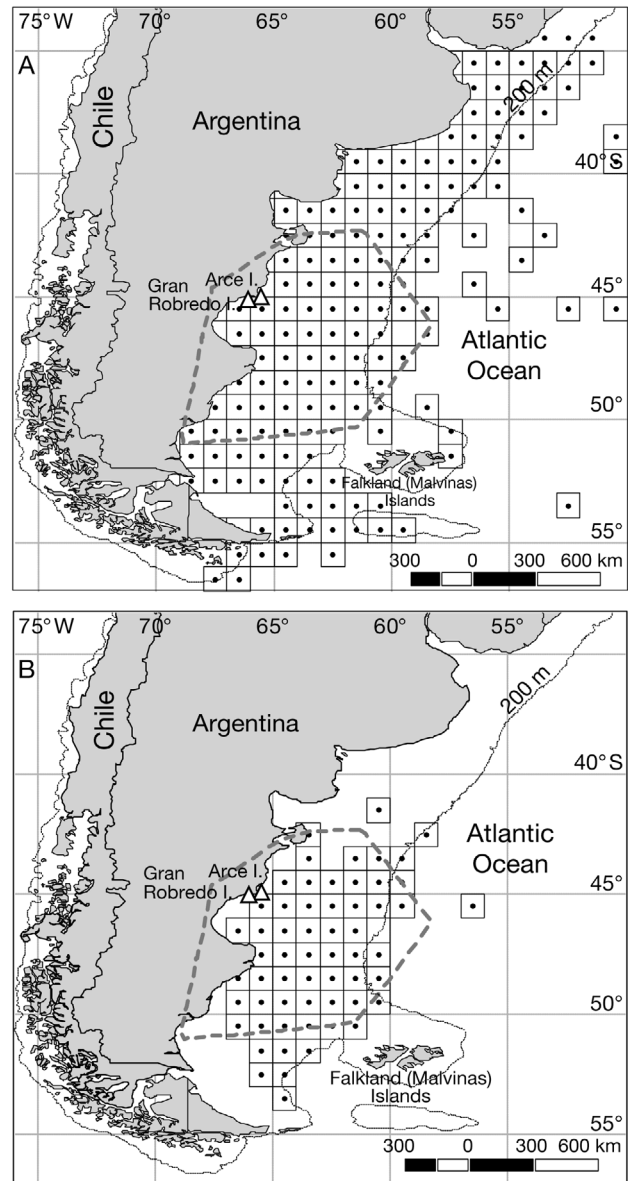 75°W 70° 65° 60° 55°
A
Chile
Argentina
200 m
40°S
Arce I.
Gran
Robredo I.
45°
Atlantic
Ocean
50°
Falkland (Malvinas)
Islands
55°
300 0 300 600 km
75°W 70° 65° 60° 55°
B
Chile
Argentina
200 m
40°S
Atlantic
Ocean
Arce I.
Gran
Robredo I.
45°
50°
Falkland (Malvinas)
Islands
55°
300 0 300 600 km